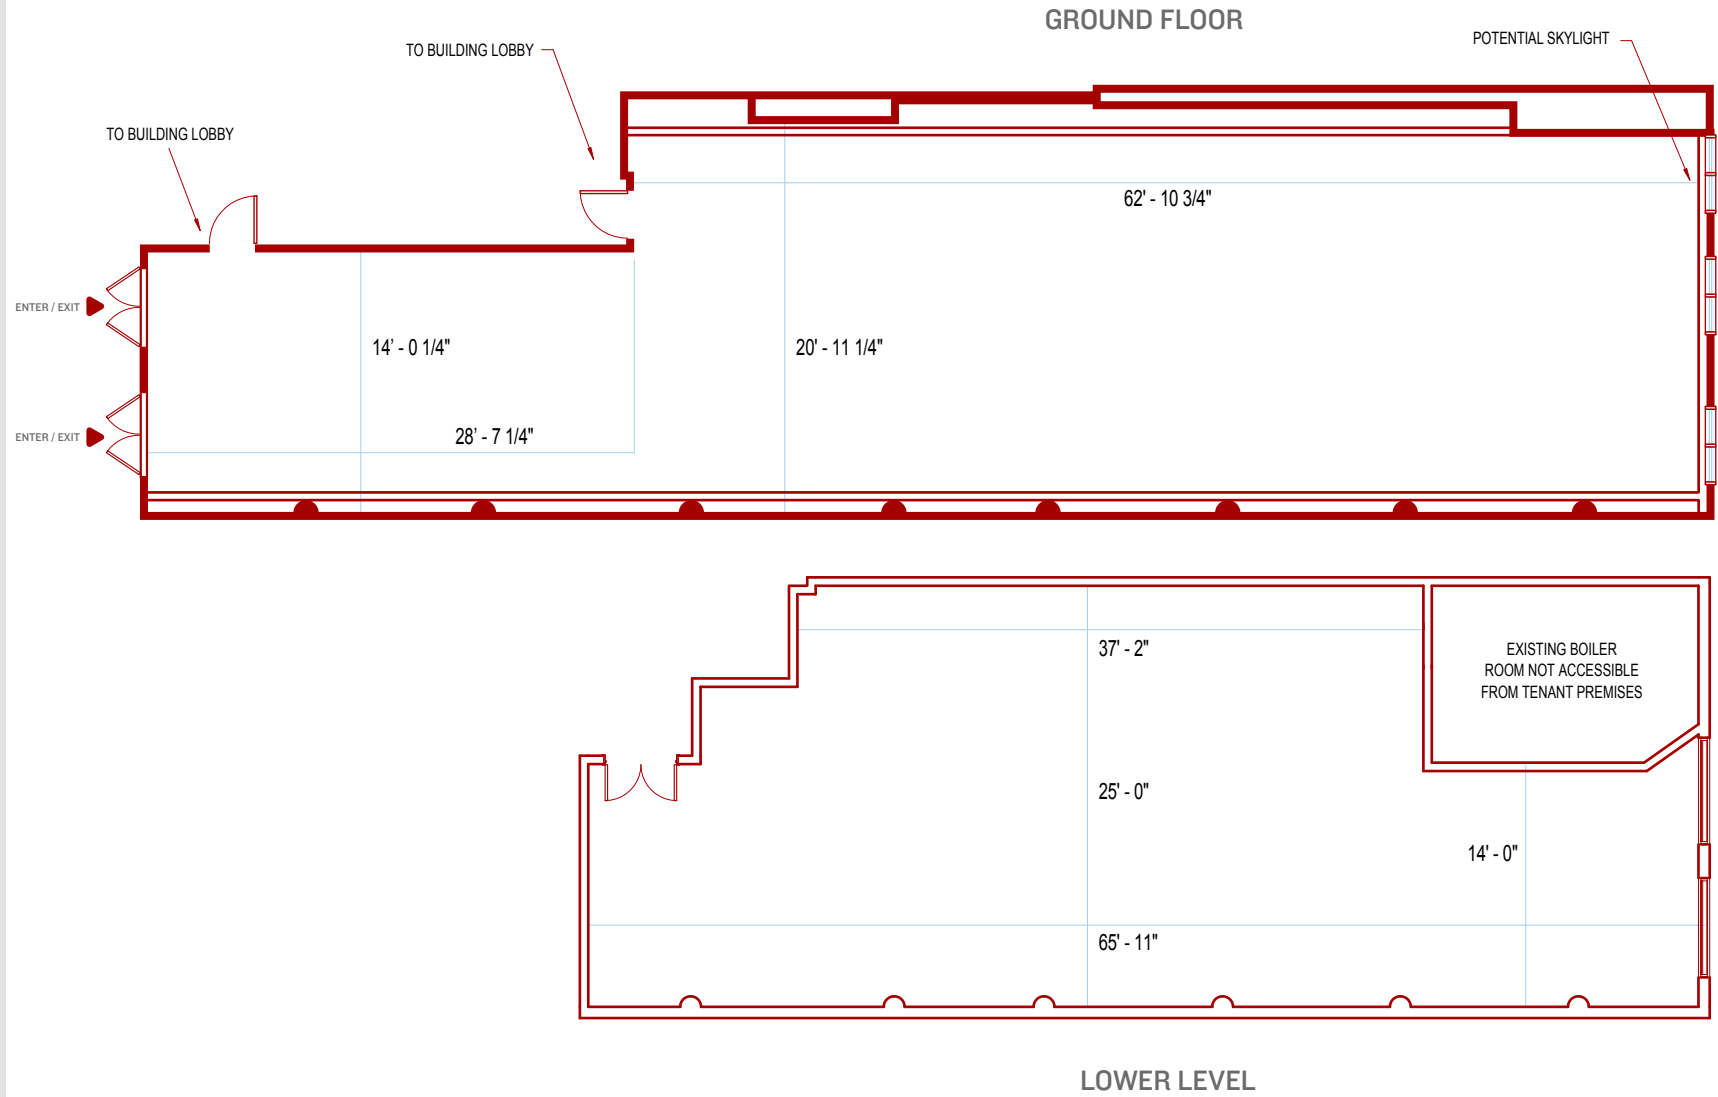 GROUND FLOOR
POTENTIAL SKYLIGHT
TO BUILDING LOBBY
TO BUILDING LOBBY
62' - 10 3/4"
ENTER / EXIT
14' - 0 1/4"
20' - 11 1/4"
28' - 7 1/4"
ENTER / EXIT
37' - 2"
EXISTING BOILER
ROOM NOT ACCESSIBLE
FROM TENANT PREMISES
25' - 0"
14' - 0"
65' - 11"
LOWER LEVEL